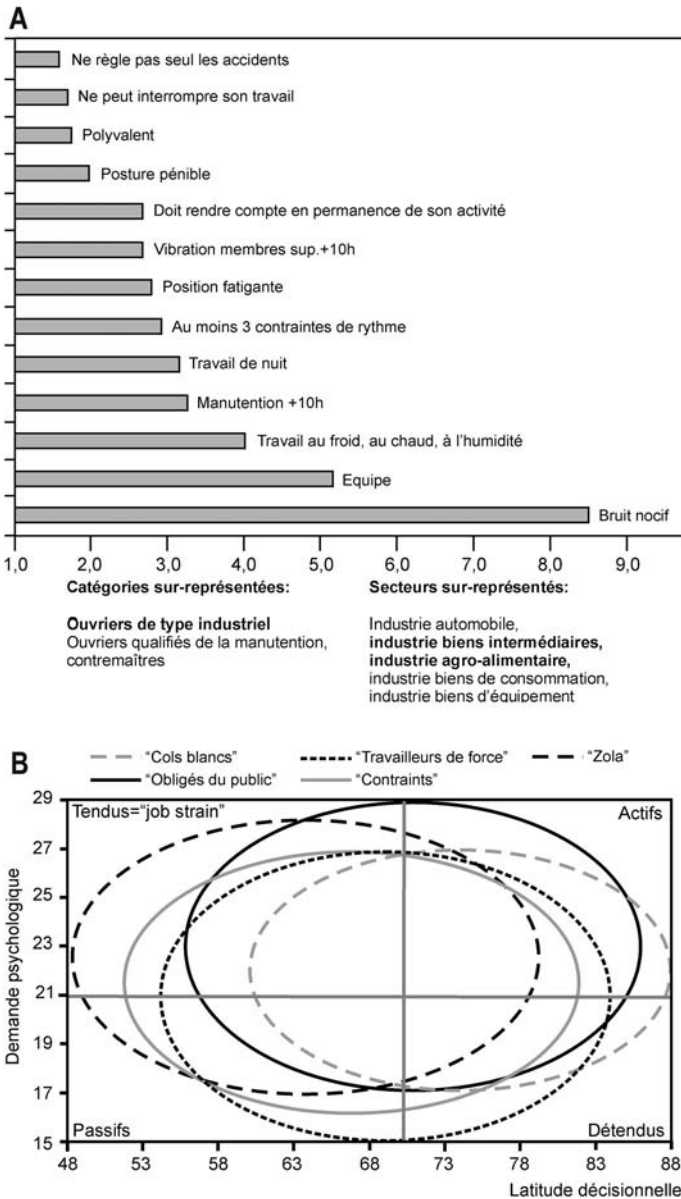 A
Ne règle pas seul les accidents
Ne peut interrompre son travail
Polyvalent
Posture pénible
Doit rendre compte en permanence de son activité
Vibration membres sup.+10h
Position fatigante
Au moins 3 contraintes de rythme
Travail de nuit
Manutention +10h
Travail au froid, au chaud, à l'humidité
Equipe
Bruit nocif
1,0 2,0 3,0 4,0 5,0 6,0 7,0 8,0 9,0
Catégories sur-représentées:
Ouvriers de type industriel
Ouvriers qualifiés de la manutention,
contremaîtres
Secteurs sur-représentés:
Industrie automobile,
industrie biens intermédiaires,
industrie agro-alimentaire,
industrie biens de consommation,
industrie biens d'équipement
B
"Cols blancs" "Travailleurs de force" "Zola"
"Obligés du public" "Contraints"
Demande psychologique
29
27
25
23
21
19
17
15
Tendus="job strain" Actifs
Passifs Détendus
48 53 58 63 68 73 78 83 88
Latitude décisionnelle